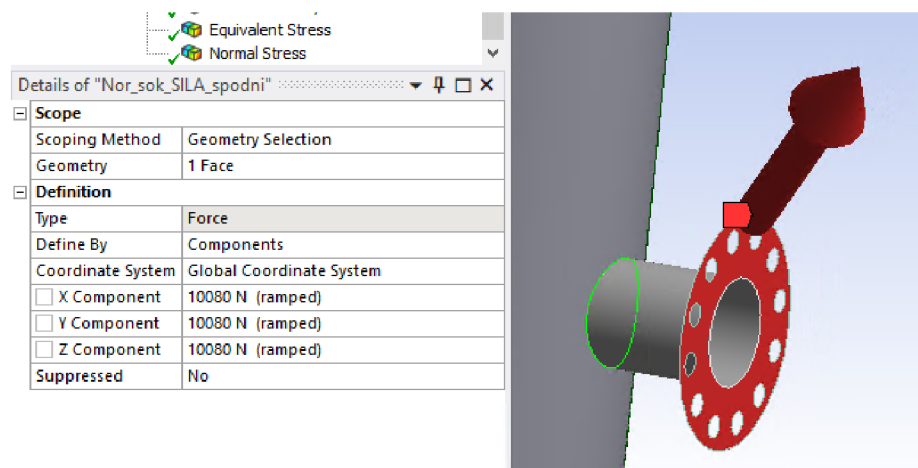 Equivalent Stress
Normal Stress
Details of "Nor_sok_SILA_spodni"
Scope
Scoping Method Geometry Selection
Geometry 1 Face
Definition
Type Force
Define By Components
Coordinate System Global Coordinate System
X Component 10080 N (ramped)
Y Component 10080 N (ramped)
Z Component 10080 N (ramped)
Suppressed No